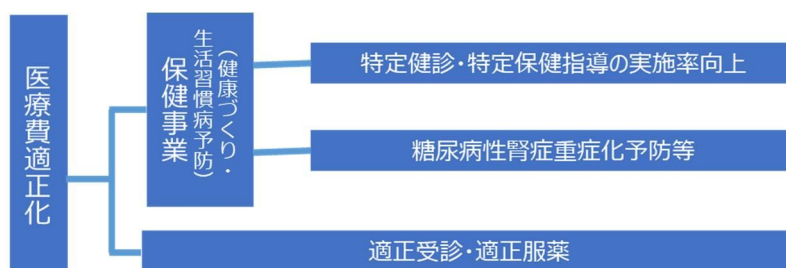 医療費適正化
保健事業
（健康づくり・
生活習慣病予防）
特定健診・特定保健指導の実施率向上
糖尿病性腎症重症化予防等
適正受診・適正服薬